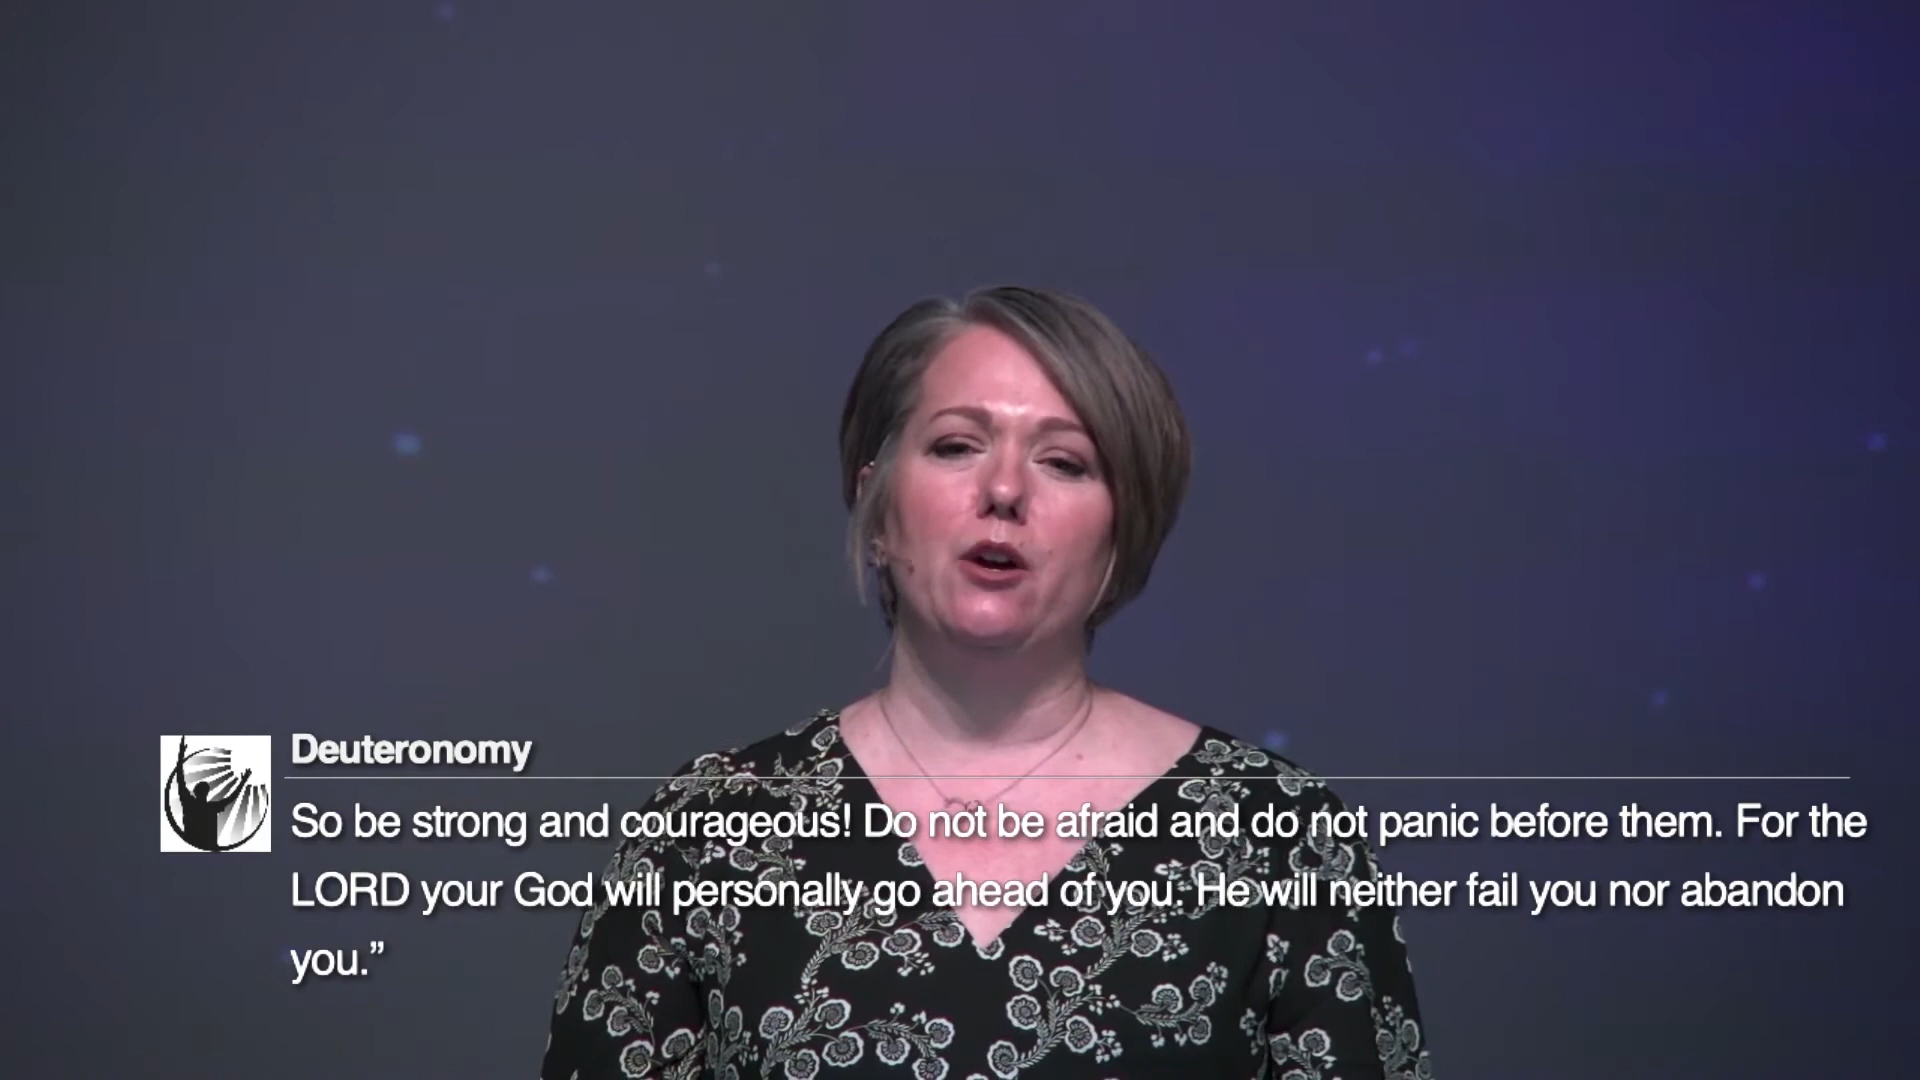 Deuteronomy
So be strong and courageous! Do not be afraid and do not panic before them. For the
LORD your God will personally go ahead of you. He will neither fail you nor abandon
you.”